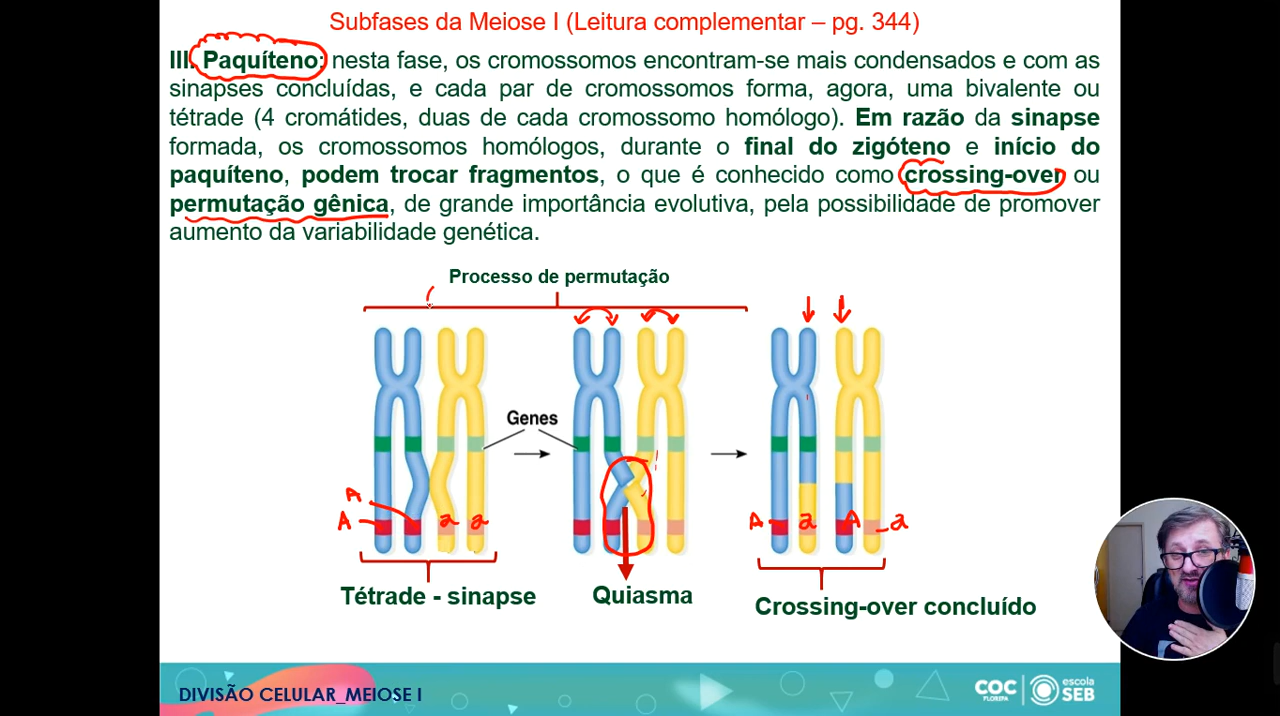 Subfases da Meiose I (Leitura complementar – pg. 344)
III. Paquíteno: nesta fase, os cromossomos encontram-se mais condensados e com as
sinapses concluídas, e cada par de cromossomos forma, agora, uma bivalente ou
tétrade (4 cromátides, duas de cada cromossomo homólogo). Em razão da sinapse
formada, os cromossomos homólogos, durante o final do zigóteno e início do
paquíteno, podem trocar fragmentos, o que é conhecido como crossing-over ou
permutação gênica, de grande importância evolutiva, pela possibilidade de promover
aumento da variabilidade genética.
Processo de permutação
Genes
A
A a a
A a A a
Tétrade - sinapse
Quiasma
Crossing-over concluído
DIVISÃO CELULAR_MEIOSE I
COC
FLORIPA
escola
SEB